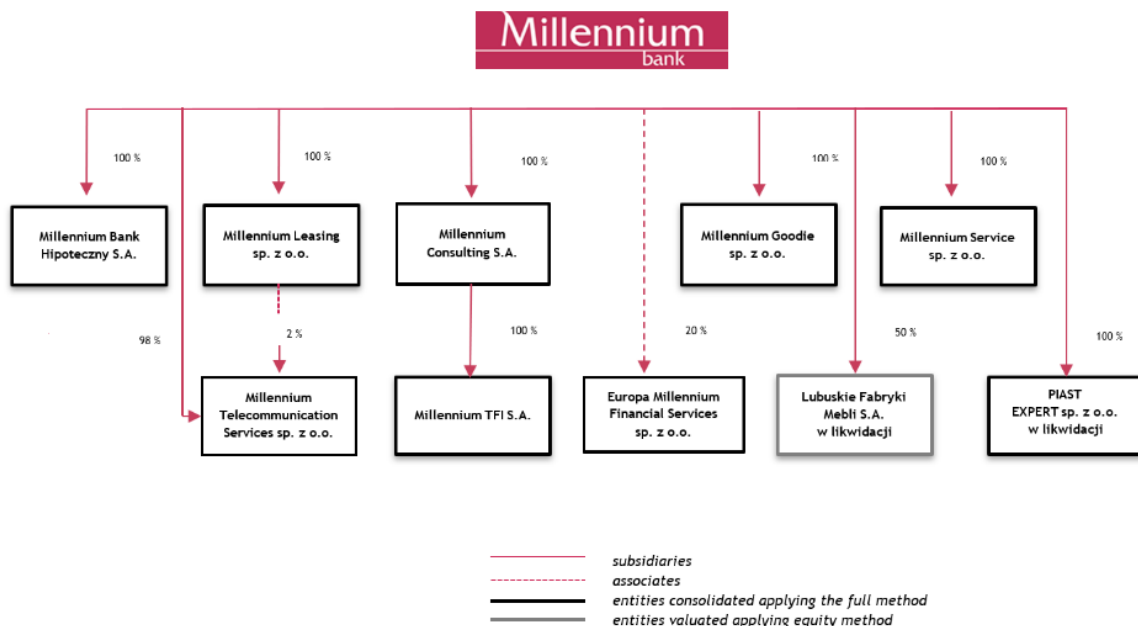 Millennium
bank
100 %
100 %
100 %
100 %
100 %
Millennium Bank
Hipoteczny S.A.
Millennium Leasing
sp. z o.o.
Millennium
Consulting S.A.
Millennium Goodie
sp. z o.o.
Millennium Service
sp. z o.o.
98 %
2 %
100 %
20 %
50 %
100 %
Millennium
Telecommunication
Services sp. z o.o.
Millennium TFI S.A.
Europa Millennium
Financial Services
sp. z o.o.
Lubuskie Fabryki
Mebli S.A.
w likwidacji
PIAST
EXPERT sp. z o.o.
w likwidacji
subsidiaries
associates
entities consolidated applying the full method
entities valuated applying equity method